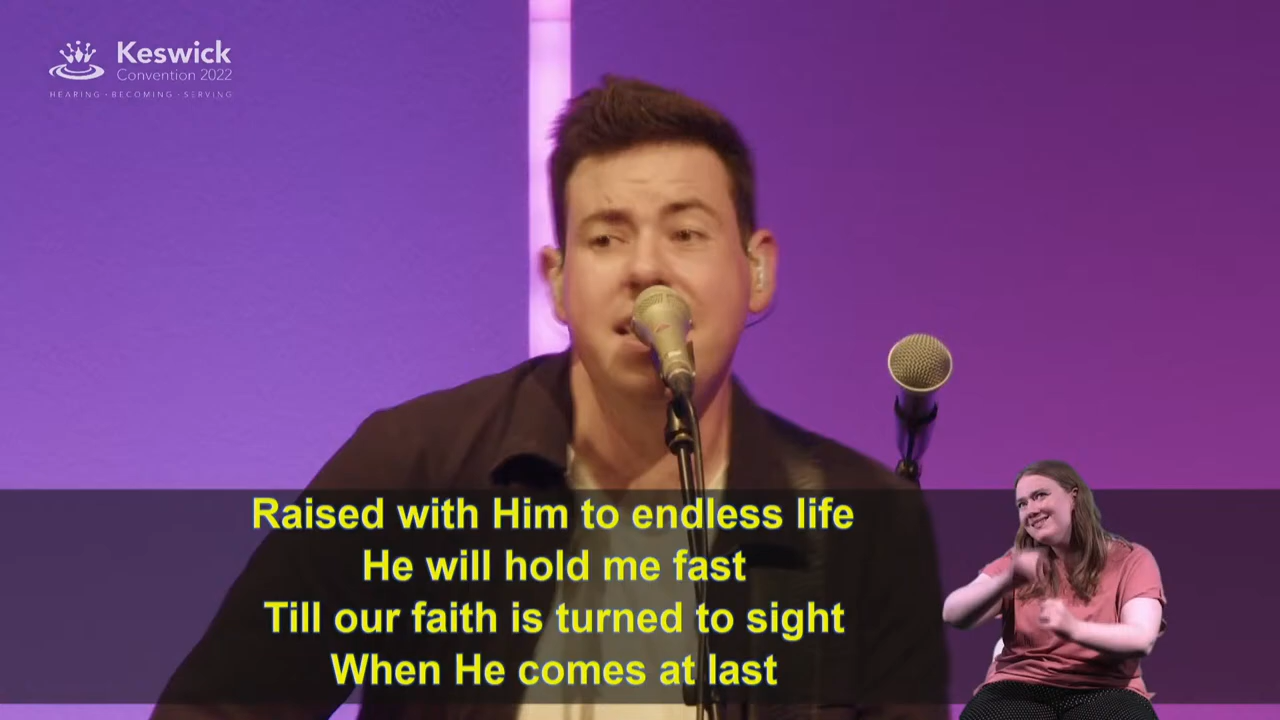 Keswick
Convention 2022
HEARING · BECOMING · SERVING
Raised with Him to endless life
He will hold me fast
Till our faith is turned to sight
When He comes at last